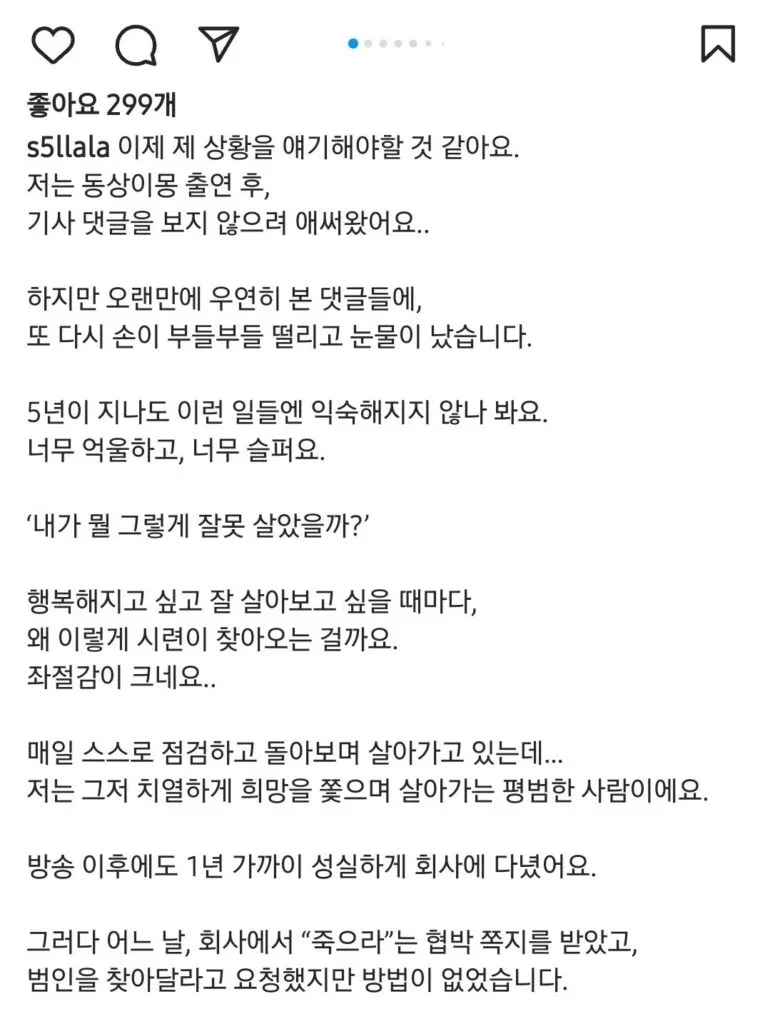 좋아요 299개
s5llala 이제 제 상황을 얘기해야할 것 같아요.
저는 동상이몽 출연 후,
기사 댓글을 보지 않으려 애써왔어요..
하지만 오랜만에 우연히 본 댓글들에,
또 다시 손이 부들부들 떨리고 눈물이 났습니다.
5년이 지나도 이런 일들엔 익숙해지지 않나 봐요.
너무 억울하고, 너무 슬퍼요.
‘내가 뭘 그렇게 잘못 살았을까?’
행복해지고 싶고 잘 살아보고 싶을 때마다,
왜 이렇게 시련이 찾아오는 걸까요.
좌절감이 크네요..
매일 스스로 점검하고 돌아보며 살아가고 있는데...
저는 그저 치열하게 희망을 쫓으며 살아가는 평범한 사람이에요.
방송 이후에도 1년 가까이 성실하게 회사에 다녔어요.
그러다 어느 날, 회사에서 “죽으라”는 협박 쪽지를 받았고,
범인을 찾아달라고 요청했지만 방법이 없었습니다.